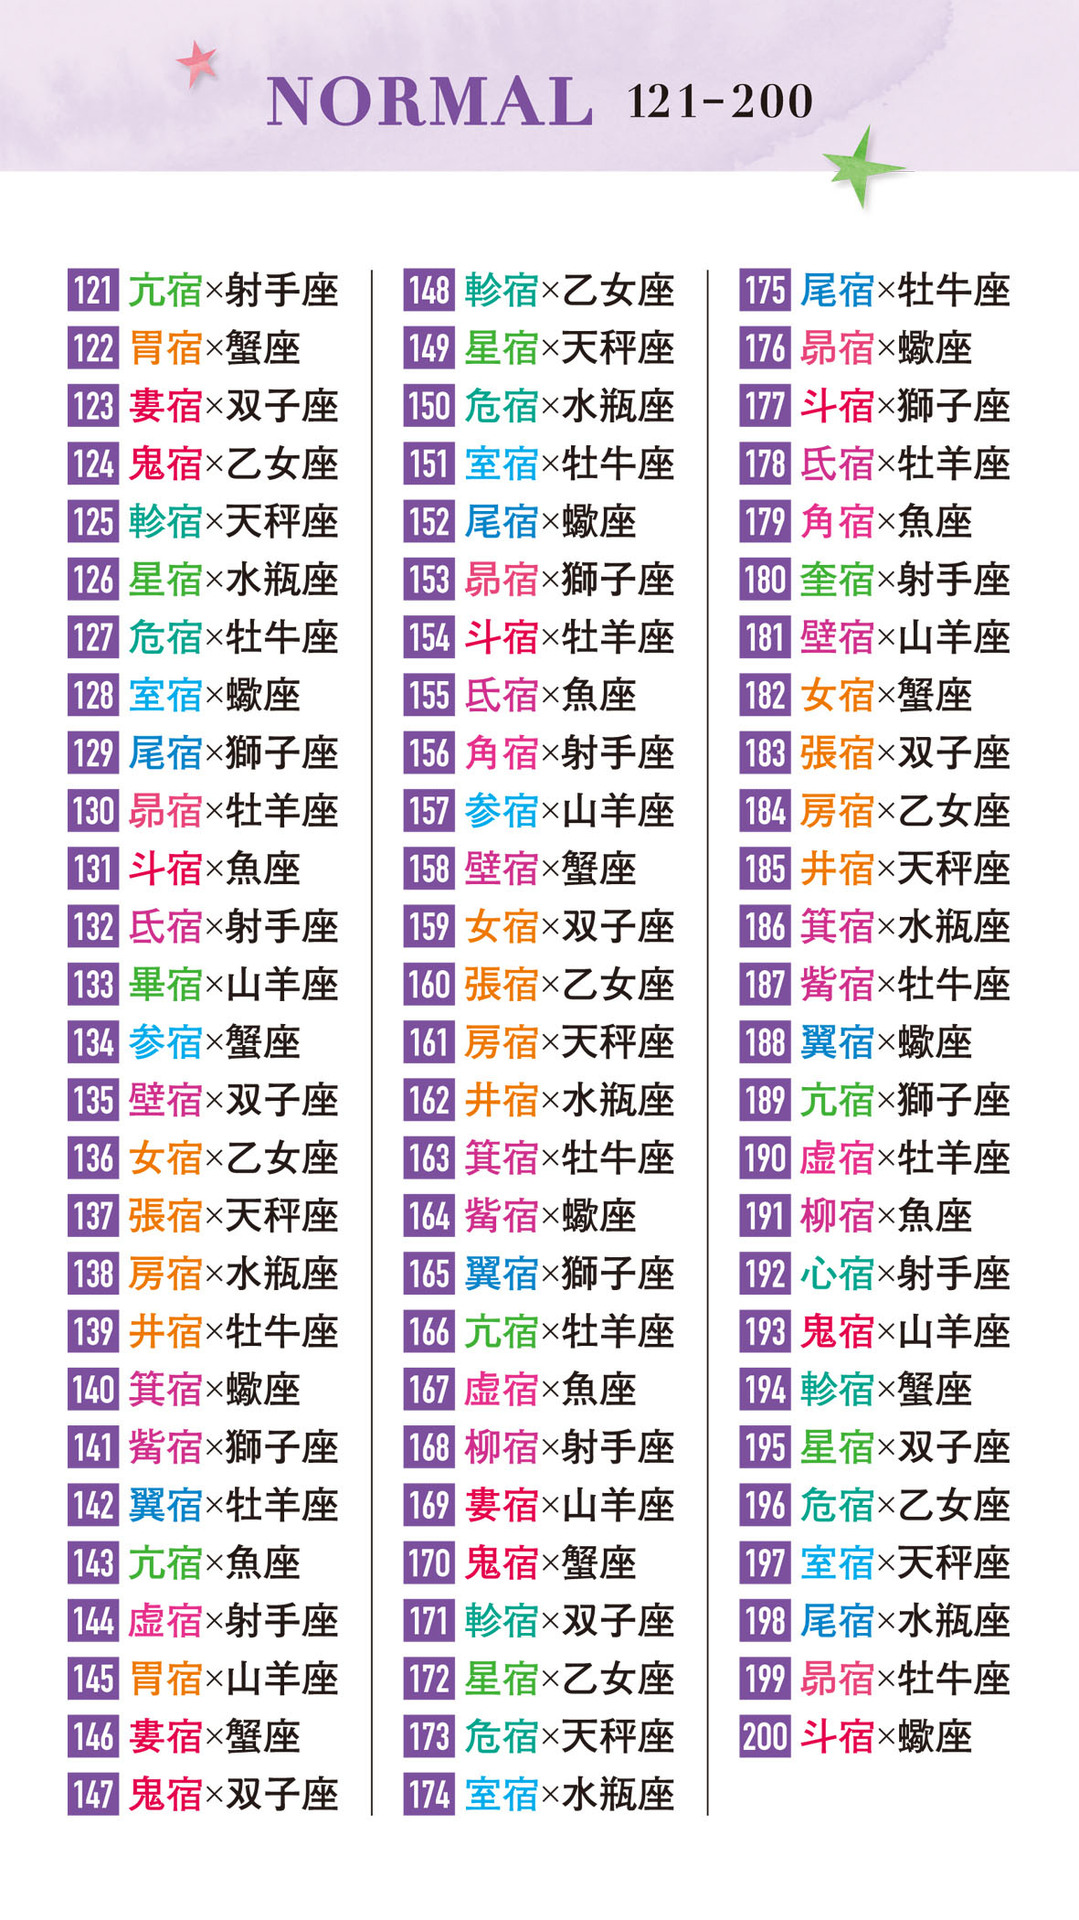 NORMAL 121-200
121 亢宿×射手座
122 胃宿×蟹座
123 婁宿×双子座
124 鬼宿×乙女座
125 軫宿×天秤座
126 星宿×水瓶座
127 危宿×牡牛座
128 室宿×蠍座
129 尾宿×獅子座
130 昴宿×牡羊座
131 斗宿×魚座
132 氐宿×射手座
133 畢宿×山羊座
134 参宿×蟹座
135 壁宿×双子座
136 女宿×乙女座
137 張宿×天秤座
138 房宿×水瓶座
139 井宿×牡牛座
140 箕宿×蠍座
141 觜宿×獅子座
142 翼宿×牡羊座
143 亢宿×魚座
144 虚宿×射手座
145 胃宿×山羊座
146 婁宿×蟹座
147 鬼宿×双子座
148 軫宿×乙女座
149 星宿×天秤座
150 危宿×水瓶座
151 室宿×牡牛座
152 尾宿×蠍座
153 昴宿×獅子座
154 斗宿×牡羊座
155 氐宿×魚座
156 角宿×射手座
157 参宿×山羊座
158 壁宿×蟹座
159 女宿×双子座
160 張宿×乙女座
161 房宿×天秤座
162 井宿×水瓶座
163 箕宿×牡牛座
164 觜宿×蠍座
165 翼宿×獅子座
166 亢宿×牡羊座
167 虚宿×魚座
168 柳宿×射手座
169 婁宿×山羊座
170 鬼宿×蟹座
171 軫宿×双子座
172 星宿×乙女座
173 危宿×天秤座
174 室宿×水瓶座
175 尾宿×牡牛座
176 昴宿×蠍座
177 斗宿×獅子座
178 氐宿×牡羊座
179 角宿×魚座
180 奎宿×射手座
181 壁宿×山羊座
182 女宿×蟹座
183 張宿×双子座
184 房宿×乙女座
185 井宿×天秤座
186 箕宿×水瓶座
187 觜宿×牡牛座
188 翼宿×蠍座
189 亢宿×獅子座
190 虚宿×牡羊座
191 柳宿×魚座
192 心宿×射手座
193 鬼宿×山羊座
194 軫宿×蟹座
195 星宿×双子座
196 危宿×乙女座
197 室宿×天秤座
198 尾宿×水瓶座
199 昴宿×牡牛座
200 斗宿×蠍座